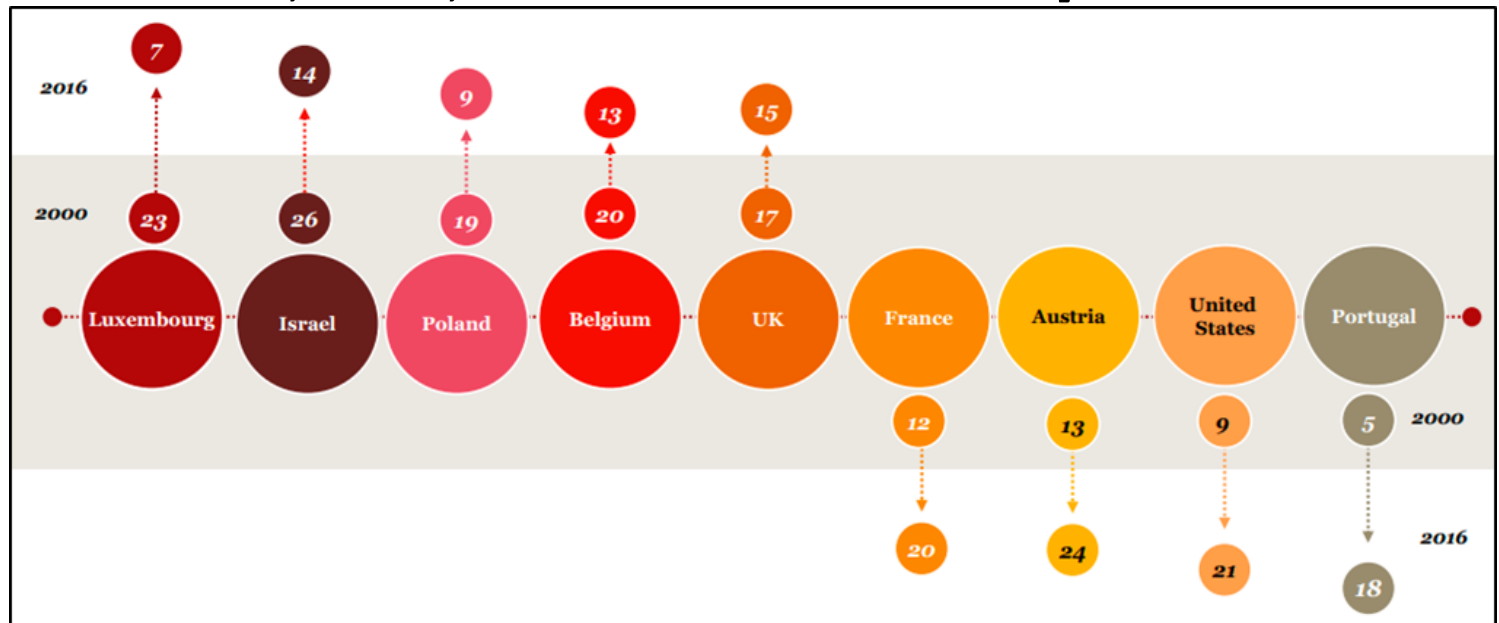 7 14 9 13 15
2016
2000 23 26 19 20 17
Luxembourg Israel Poland Belgium UK France Austria United States Portugal
12 13 9 5 2000
2016
20 24 21 18